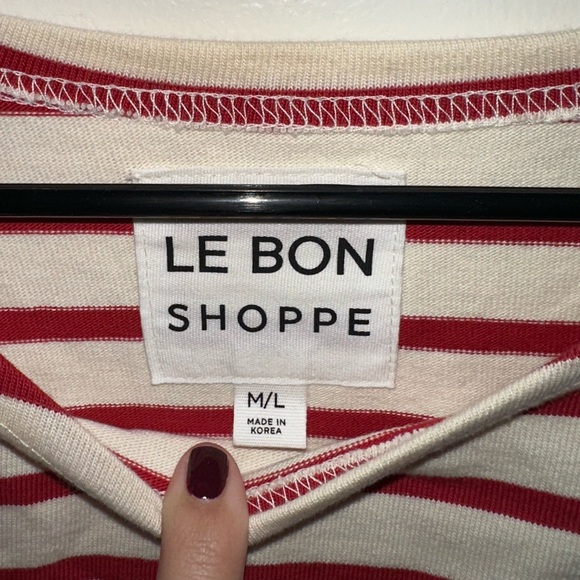 LE BON
SHOPPE
M/L
MADE IN
KOREA